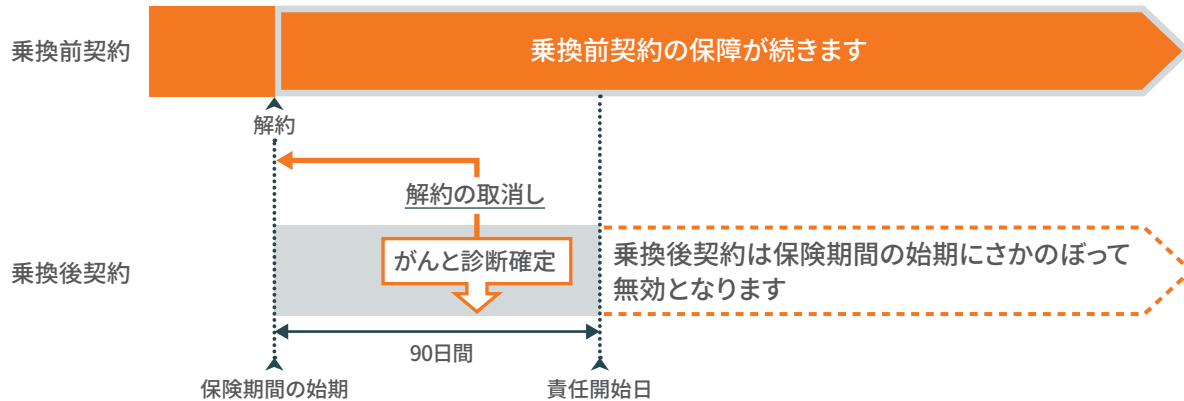 乗換前契約
乗換前契約の保障が続きます
解約
解約の取消し
がんと診断確定
乗換後契約
乗換後契約は保険期間の始期にさかのぼって
無効となります
90日間
保険期間の始期
責任開始日